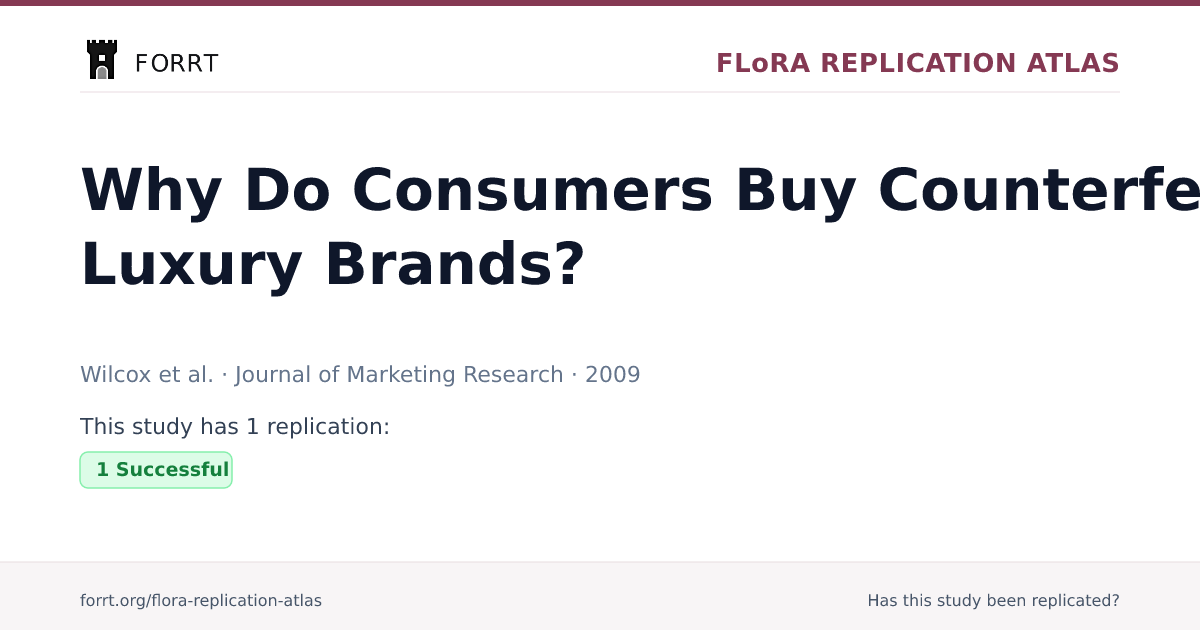 FORRT
FLoRA REPLICATION ATLAS
Why Do Consumers Buy Counterfe
Luxury Brands?
Wilcox et al. · Journal of Marketing Research · 2009
This study has 1 replication:
1 Successful
forrt.org/flora-replication-atlas
Has this study been replicated?